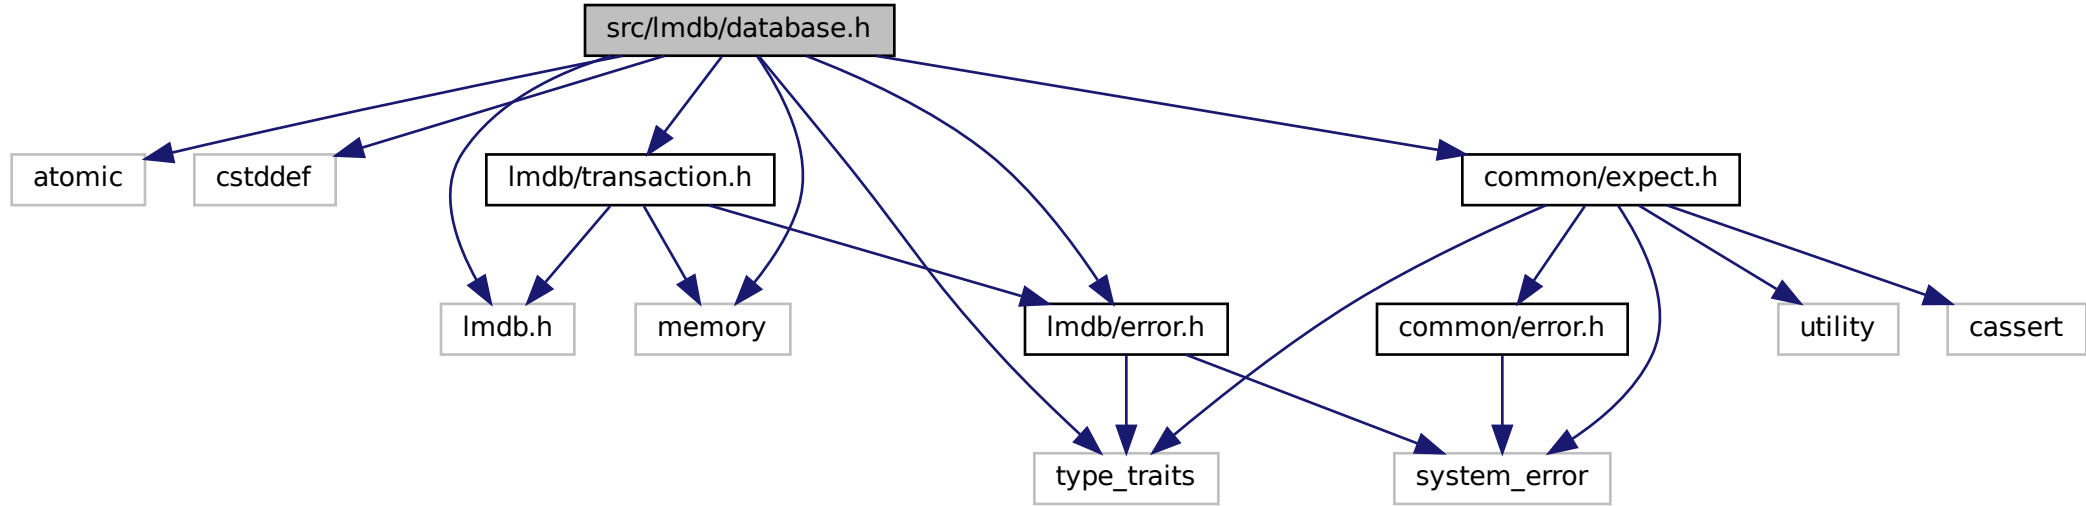 src/lmdb/database.h
atomic
cstddef
lmdb/transaction.h
common/expect.h
lmdb.h
memory
lmdb/error.h
common/error.h
utility
cassert
type_traits
system_error